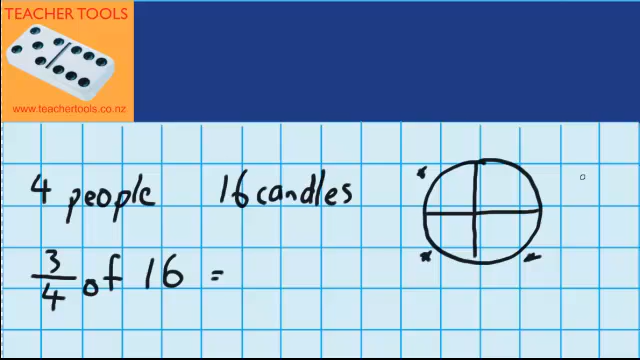 TEACHER TOOLS
www.teachertools.co.nz
4 people 16 candles
3/4 of 16 =